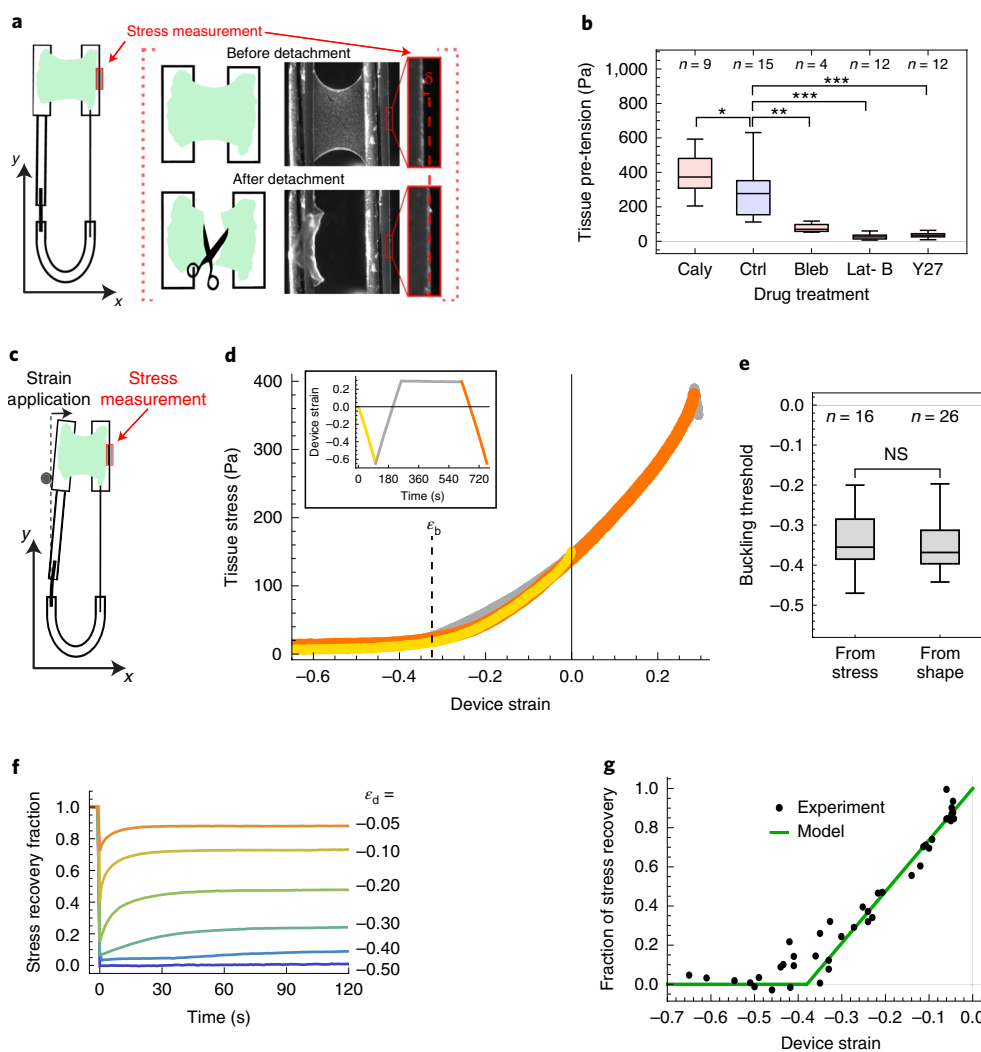 a
Stress measurement
Before detachment
δ
After detachment
y
x
b
Tissue pre-tension (Pa)
1,000
800
600
400
200
0
n = 9
n = 15
n = 4
n = 12
n = 12
***
***
*
**
Caly
Ctrl
Bleb
Lat- B
Y27
Drug treatment
c
Strain
application
Stress
measurement
y
x
d
Tissue stress (Pa)
400
300
200
100
0
Device strain
0.2
0.0
−0.2
−0.4
−0.6
0
180
360
540
720
Time (s)
εb
−0.6
−0.4
−0.2
0.0
0.2
Device strain
e
Buckling threshold
0.0
−0.1
−0.2
−0.3
−0.4
−0.5
n = 16
n = 26
NS
From
stress
From
shape
f
Stress recovery fraction
1.0
0.8
0.6
0.4
0.2
0.0
εd =
−0.05
−0.10
−0.20
−0.30
−0.40
−0.50
0
30
60
90
120
Time (s)
g
Fraction of stress recovery
1.0
0.8
0.6
0.4
0.2
0.0
Experiment
Model
−0.7
−0.6
−0.5
−0.4
−0.3
−0.2
−0.1
0.0
Device strain